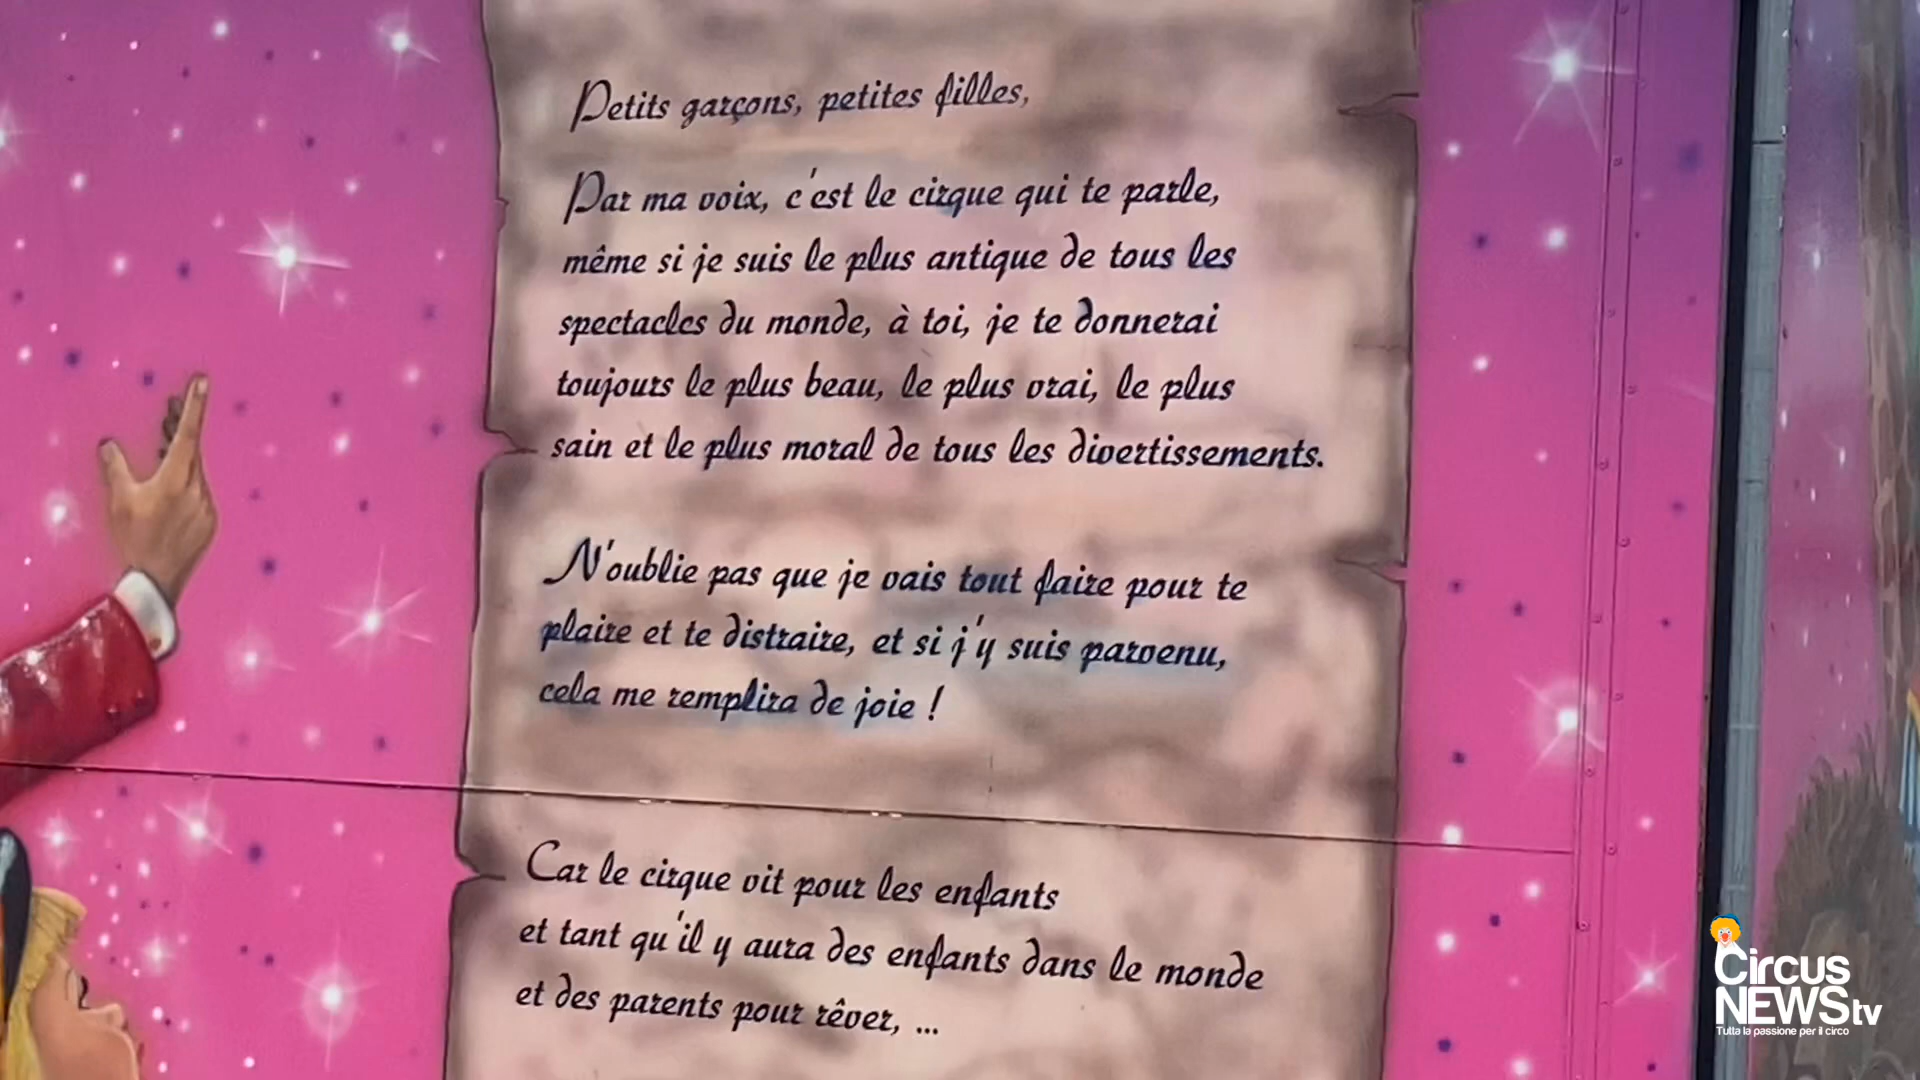 Petits garçons, petites filles,
Par ma voix, c'est le cirque qui te parle,
même si je suis le plus antique de tous les
spectacles du monde, à toi, je te donnerai
toujours le plus beau, le plus vrai, le plus
sain et le plus moral de tous les divertissements.
N'oublie pas que je vais tout faire pour te
plaire et te distraire, et si j'y suis parvenu,
cela me remplira de joie !
Car le cirque vit pour les enfants
et tant qu'il y aura des enfants dans le monde
et des parents pour rêver, ...
Circus
NEWStv
Tutta la passione per il circo